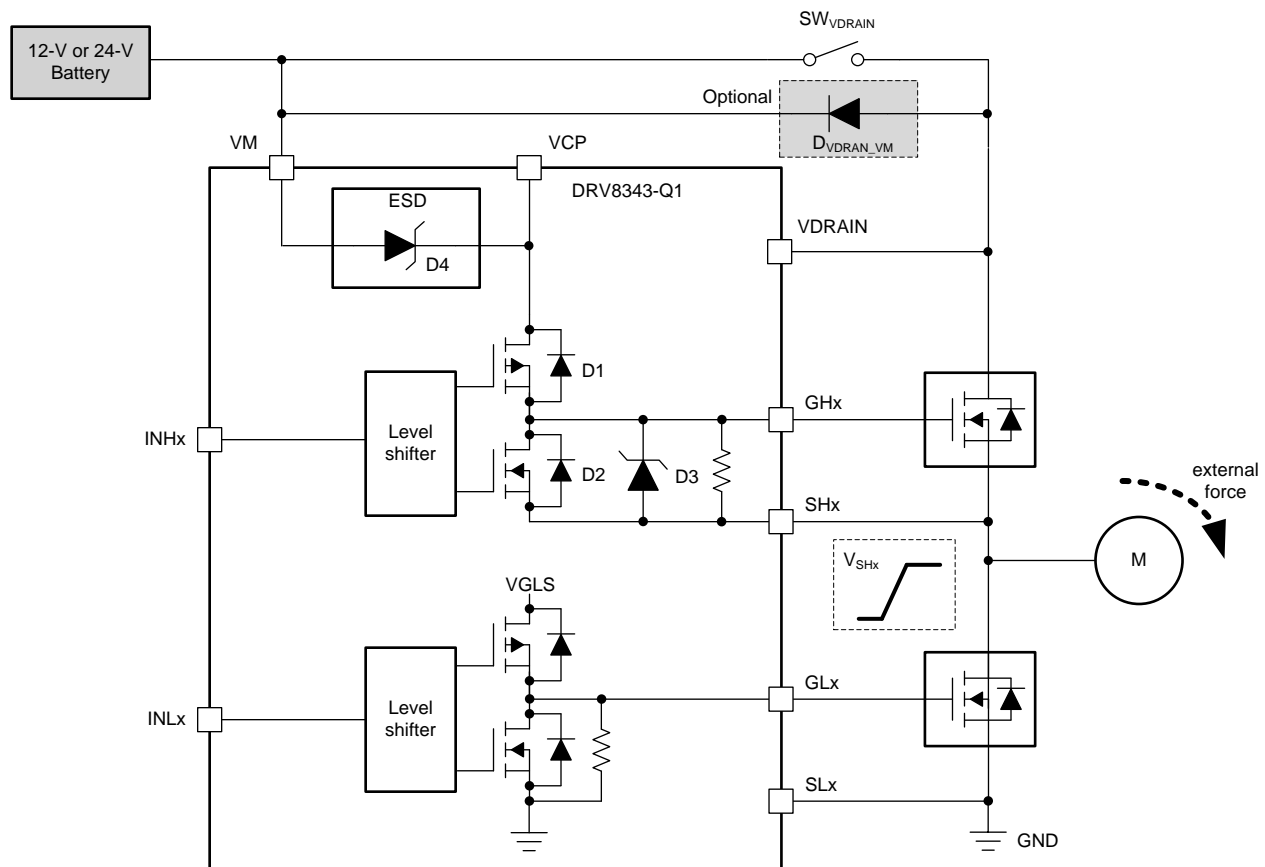 SWVDRAIN
12-V or 24-V
Battery
Optional
DVDRAN_VM
VM
VCP
ESD
DRV8343-Q1
D4
VDRAIN
D1
GHx
INHx
Level
shifter
D2
D3
external
force
SHx
VSHx
M
VGLS
GLx
INLx
Level
shifter
SLx
GND